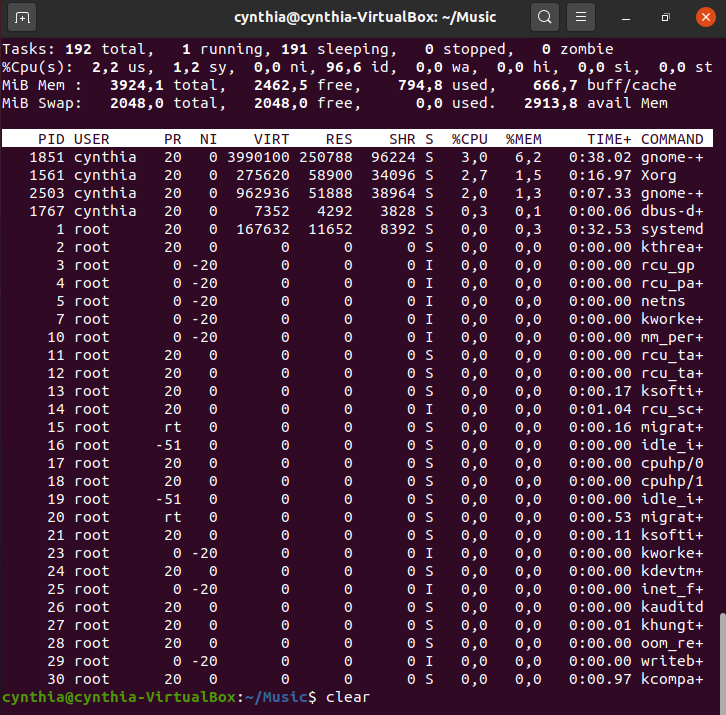 cynthia@cynthia-VirtualBox: ~/Music
Tasks: 192 total,   1 running, 191 sleeping,   0 stopped,   0 zombie
%Cpu(s):  2,2 us,  1,2 sy,  0,0 ni, 96,6 id,  0,0 wa,  0,0 hi,  0,0 si,  0,0 st
MiB Mem :   3924,1 total,   2462,5 free,    794,8 used,    666,7 buff/cache
MiB Swap:   2048,0 total,   2048,0 free,      0,0 used.   2913,8 avail Mem
PID USER      PR  NI    VIRT    RES    SHR S  %CPU  %MEM     TIME+ COMMAND
1851 cynthia   20   0 3990100 250788  96224 S   3,0   6,2   0:38.02 gnome-+
1561 cynthia   20   0  275620  58900  34096 S   2,7   1,5   0:16.97 Xorg
2503 cynthia   20   0  962936  51888  38964 S   2,0   1,3   0:07.33 gnome-+
1767 cynthia   20   0    7352   4292   3828 S   0,3   0,1   0:00.06 dbus-d+
1 root      20   0  167632  11652   8392 S   0,0   0,3   0:32.53 systemd
2 root      20   0       0      0      0 S   0,0   0,0   0:00.00 kthrea+
3 root       0 -20       0      0      0 I   0,0   0,0   0:00.00 rcu_gp
4 root       0 -20       0      0      0 I   0,0   0,0   0:00.00 rcu_pa+
5 root       0 -20       0      0      0 I   0,0   0,0   0:00.00 netns
7 root       0 -20       0      0      0 I   0,0   0,0   0:00.00 kworke+
10 root       0 -20       0      0      0 I   0,0   0,0   0:00.00 mm_per+
11 root      20   0       0      0      0 S   0,0   0,0   0:00.00 rcu_ta+
12 root      20   0       0      0      0 S   0,0   0,0   0:00.00 rcu_ta+
13 root      20   0       0      0      0 S   0,0   0,0   0:00.17 ksofti+
14 root      20   0       0      0      0 I   0,0   0,0   0:01.04 rcu_sc+
15 root      rt   0       0      0      0 S   0,0   0,0   0:00.16 migrat+
16 root     -51   0       0      0      0 S   0,0   0,0   0:00.00 idle_i+
17 root      20   0       0      0      0 S   0,0   0,0   0:00.00 cpuhp/0
18 root      20   0       0      0      0 S   0,0   0,0   0:00.00 cpuhp/1
19 root     -51   0       0      0      0 S   0,0   0,0   0:00.00 idle_i+
20 root      rt   0       0      0      0 S   0,0   0,0   0:00.53 migrat+
21 root      20   0       0      0      0 S   0,0   0,0   0:00.11 ksofti+
23 root       0 -20       0      0      0 I   0,0   0,0   0:00.00 kworke+
24 root      20   0       0      0      0 S   0,0   0,0   0:00.00 kdevtm+
25 root       0 -20       0      0      0 I   0,0   0,0   0:00.00 inet_f+
26 root      20   0       0      0      0 S   0,0   0,0   0:00.00 kauditd
27 root      20   0       0      0      0 S   0,0   0,0   0:00.01 khungt+
28 root      20   0       0      0      0 S   0,0   0,0   0:00.00 oom_re+
29 root       0 -20       0      0      0 I   0,0   0,0   0:00.00 writeb+
30 root      20   0       0      0      0 S   0,0   0,0   0:00.97 kcompa+
cynthia@cynthia-VirtualBox:~/Music$ clear